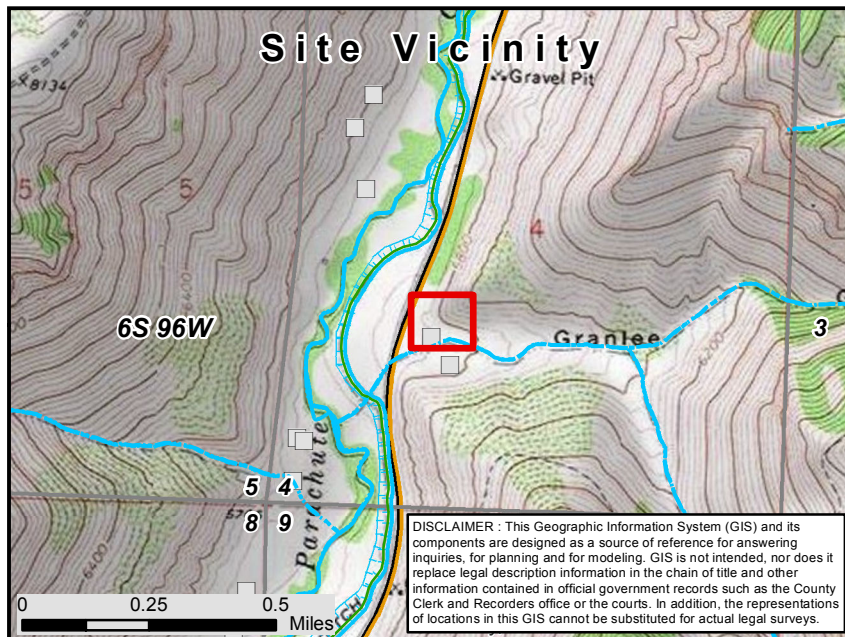 Site Vicinity
Gravel Pit
8134
5
5
4
6S 96W
Granlee
3
6400
6200
Parachute
5 4
8 9
6400
DISCLAIMER : This Geographic Information System (GIS) and its
components are designed as a source of reference for answering
inquiries, for planning and for modeling. GIS is not intended, nor does it
replace legal description information in the chain of title and other
information contained in official government records such as the County
Clerk and Recorders office or the courts. In addition, the representations
of locations in this GIS cannot be substituted for actual legal surveys.
0 0.25 0.5
Miles